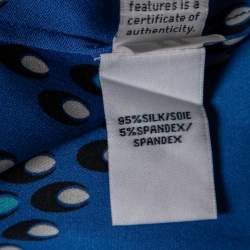 features is a
certificate of
authenticity.
95%SILK/SOIE
5%SPANDEX/
SPANDEX